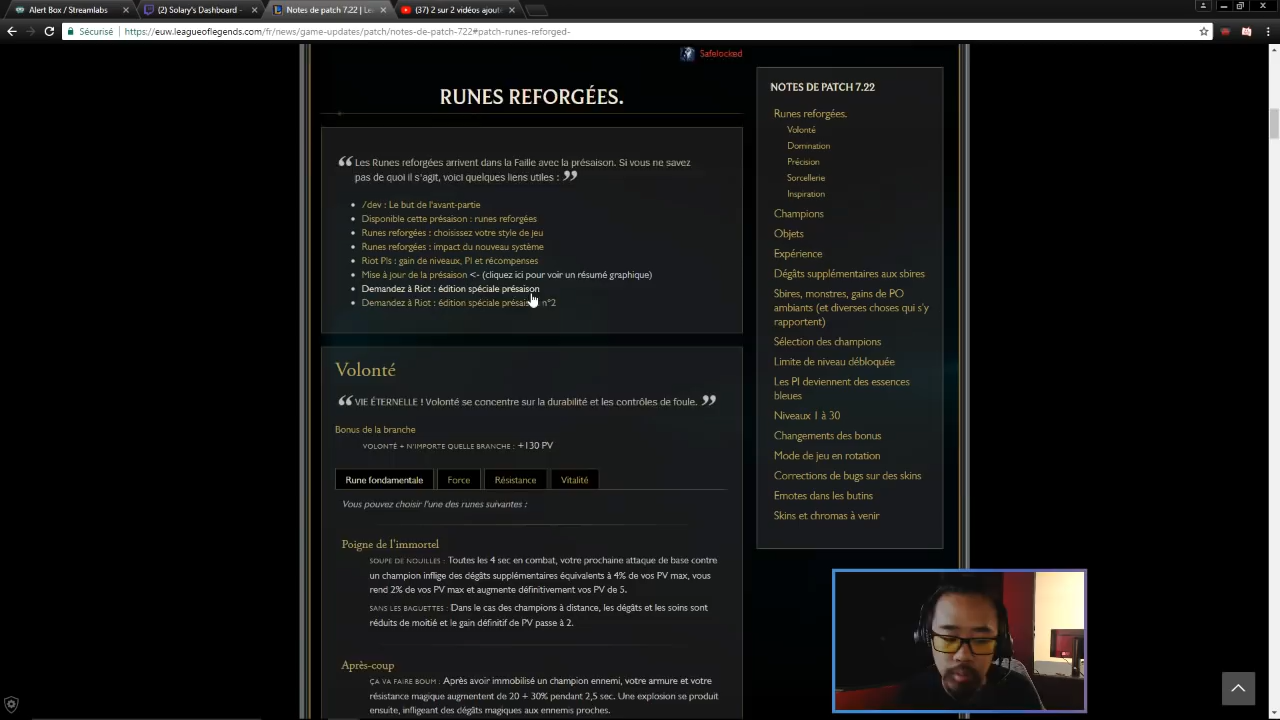 Alert Box / Streamlabs
(2) Solary's Dashboard -
Notes de patch 7.22 | Le
(37) 2 sur 2 vidéos ajout
Sécurisé
https://euw.leagueoflegends.com/fr/news/game-updates/patch/notes-de-patch-722#patch-runes-reforged-
Safelocked
RUNES REFORGÉES.
Les Runes reforgées arrivent dans la Faille avec la présaison. Si vous ne savez
pas de quoi il s'agit, voici quelques liens utiles :
/dev : Le but de l'avant-partie
Disponible cette présaison : runes reforgées
Runes reforgées : choisissez votre style de jeu
Runes reforgées : impact du nouveau système
Riot PIs : gain de niveaux, PI et récompenses
Mise à jour de la présaison <- (cliquez ici pour voir un résumé graphique)
Demandez à Riot : édition spéciale présaison
Demandez à Riot : édition spéciale présaison n°2
Volonté
VIE ÉTERNELLE ! Volonté se concentre sur la durabilité et les contrôles de foule.
Bonus de la branche
VOLONTÉ + N'IMPORTE QUELLE BRANCHE : +130 PV
Rune fondamentale
Force
Résistance
Vitalité
Vous pouvez choisir l'une des runes suivantes :
Poigne de l'immortel
SOUPE DE NOUILLES : Toutes les 4 sec en combat, votre prochaine attaque de base contre
un champion inflige des dégâts supplémentaires équivalents à 4% de vos PV max, vous
rend 2% de vos PV max et augmente définitivement vos PV de 5.
SANS LES BAGUETTES : Dans le cas des champions à distance, les dégâts et les soins sont
réduits de moitié et le gain définitif de PV passe à 2.
Après-coup
ÇA VA FAIRE BOUM : Après avoir immobilisé un champion ennemi, votre armure et votre
résistance magique augmentent de 20 + 30% pendant 2,5 sec. Une explosion se produit
ensuite, infligeant des dégâts magiques aux ennemis proches.
NOTES DE PATCH 7.22
Runes reforgées.
Volonté
Domination
Précision
Sorcellerie
Inspiration
Champions
Objets
Expérience
Dégâts supplémentaires aux sbires
Sbires, monstres, gains de PO
ambiants (et diverses choses qui s'y
rapportent)
Sélection des champions
Limite de niveau débloquée
Les PI deviennent des essences
bleues
Niveaux 1 à 30
Changements des bonus
Mode de jeu en rotation
Corrections de bugs sur des skins
Emotes dans les butins
Skins et chromas à venir